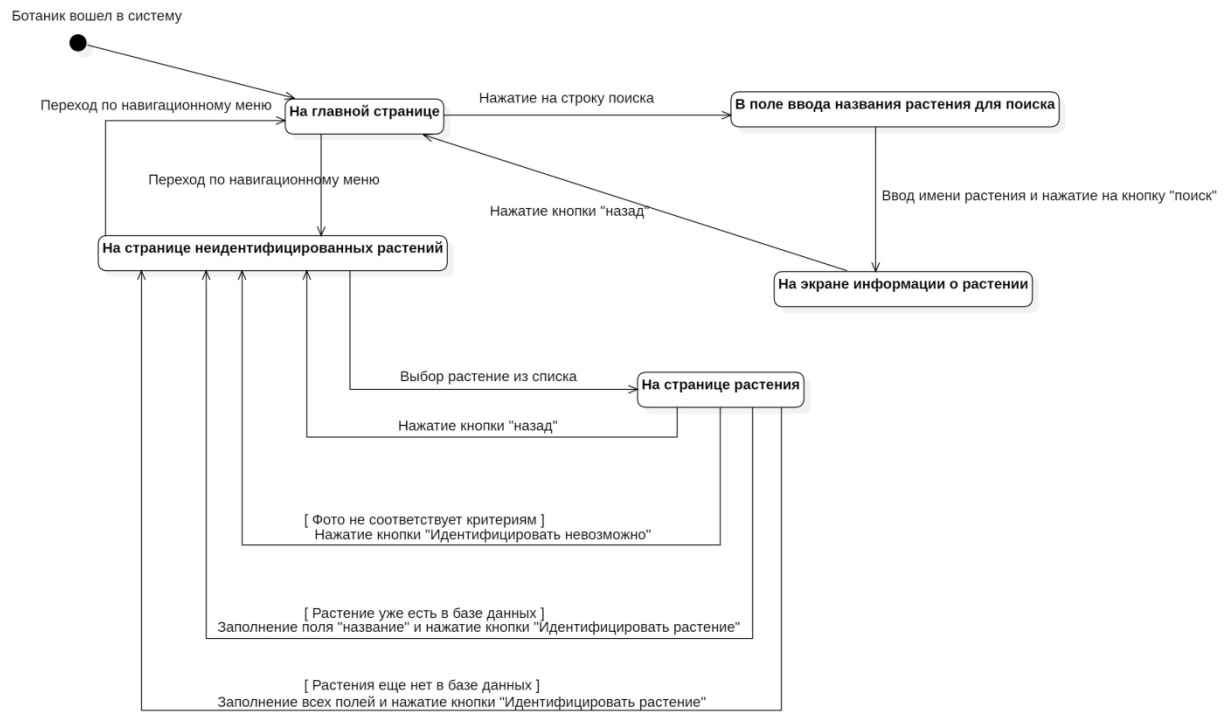 Ботаник вошел в систему
Переход по навигационному меню
На главной странице
Нажатие на строку поиска
В поле ввода названия растения для поиска
Переход по навигационному меню
Ввод имени растения и нажатие на кнопку "поиск"
Нажатие кнопки "назад"
На странице неидентифицированных растений
На экране информации о растении
Выбор растение из списка
На странице растения
Нажатие кнопки "назад"
[ Фото не соответствует критериям ]
Нажатие кнопки "Идентифицировать невозможно"
[ Растение уже есть в базе данных ]
Заполнение поля "название" и нажатие кнопки "Идентифицировать растение"
[ Растения еще нет в базе данных ]
Заполнение всех полей и нажатие кнопки "Идентифицировать растение"